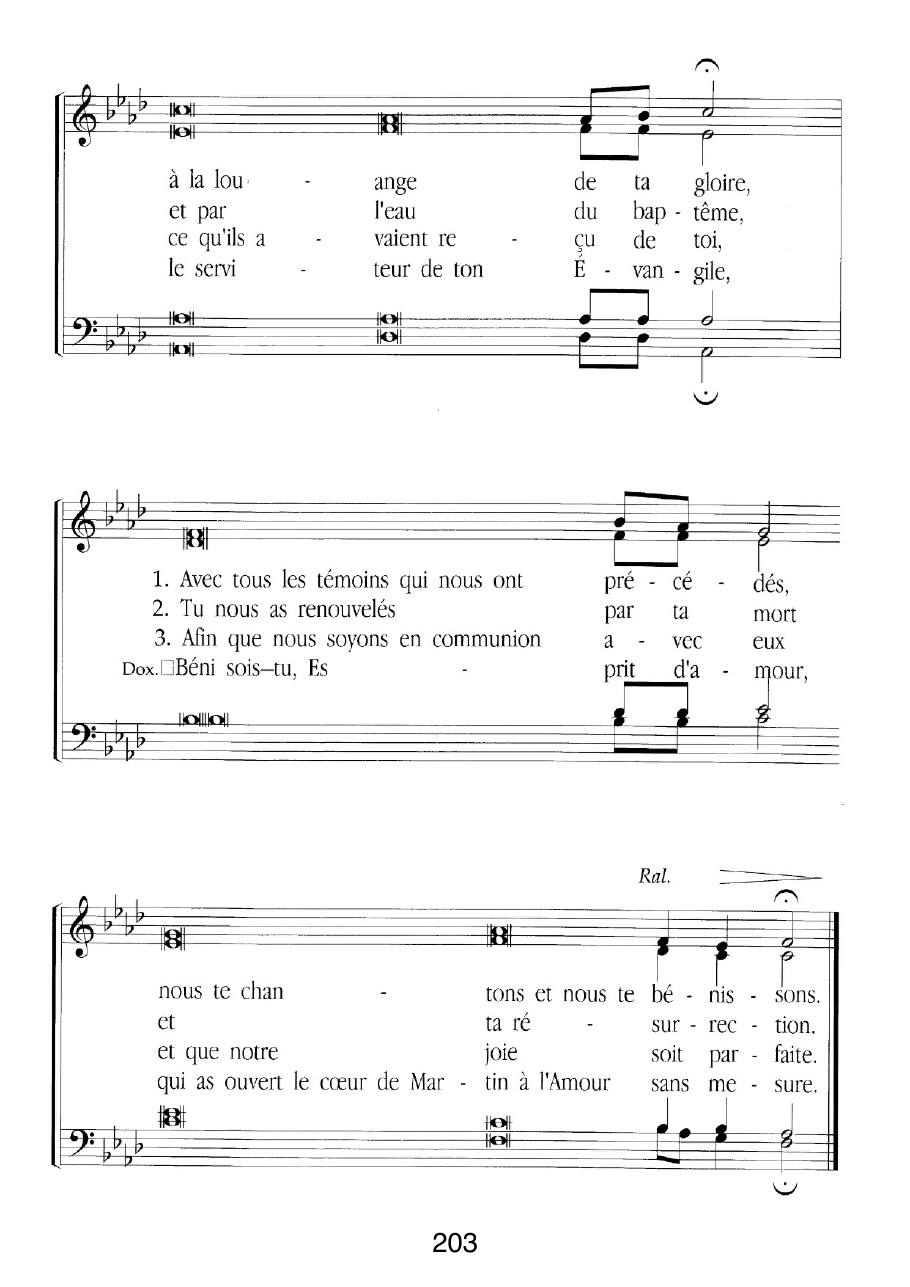 à la lou - ange de ta gloire,
et par l'eau du bap - tême,
ce qu'ils a - vaient re - çu de toi,
le servi - teur de ton É - van - gile,
1. Avec tous les témoins qui nous ont pré - cé - dés,
2. Tu nous as renouvelés par ta mort
3. Afin que nous soyons en communion a - vec eux
Dox. □Béni sois–tu, Es - prit d'a - mour,
Ral.
nous te chan - tons et nous te bé - nis - sons.
et ta ré - sur - rec - tion.
et que notre joie soit par - faite.
qui as ouvert le cœur de Mar - tin à l'Amour sans me - sure.
203